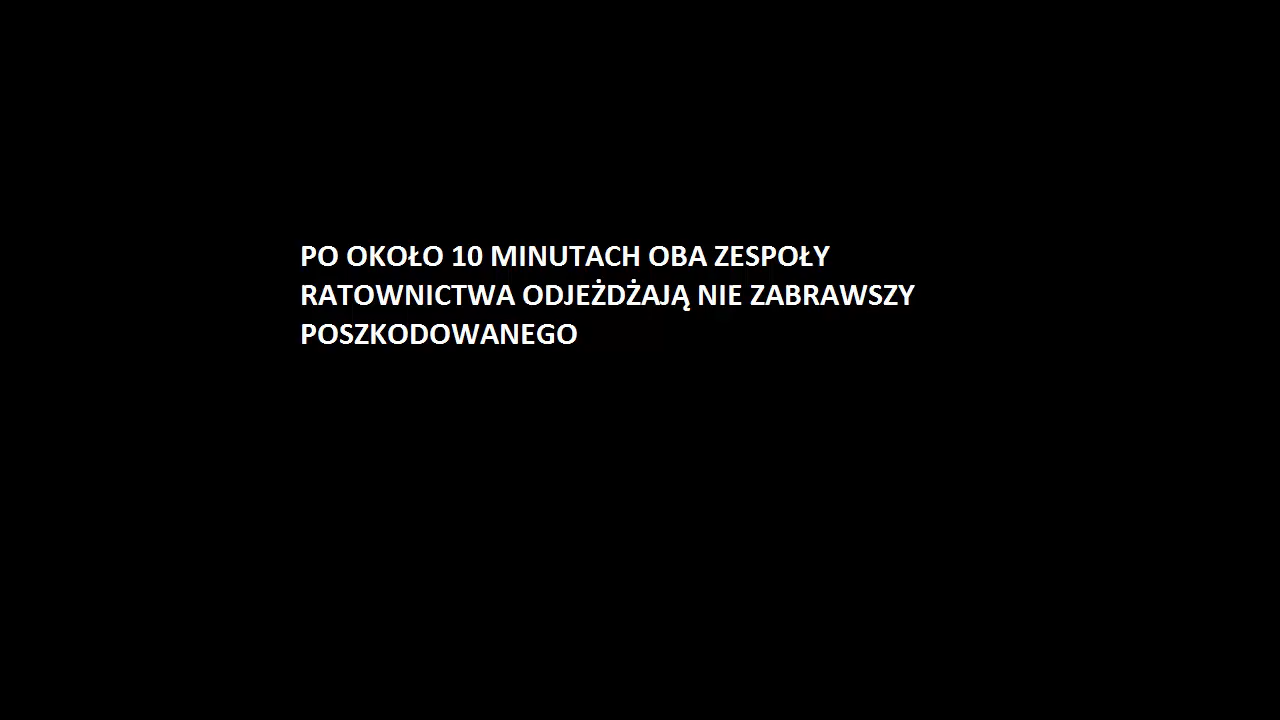 PO OKOŁO 10 MINUTACH OBA ZESPOŁY
RATOWNICTWA ODJEŻDŻAJĄ NIE ZABRAWSZY
POSZKODOWANEGO